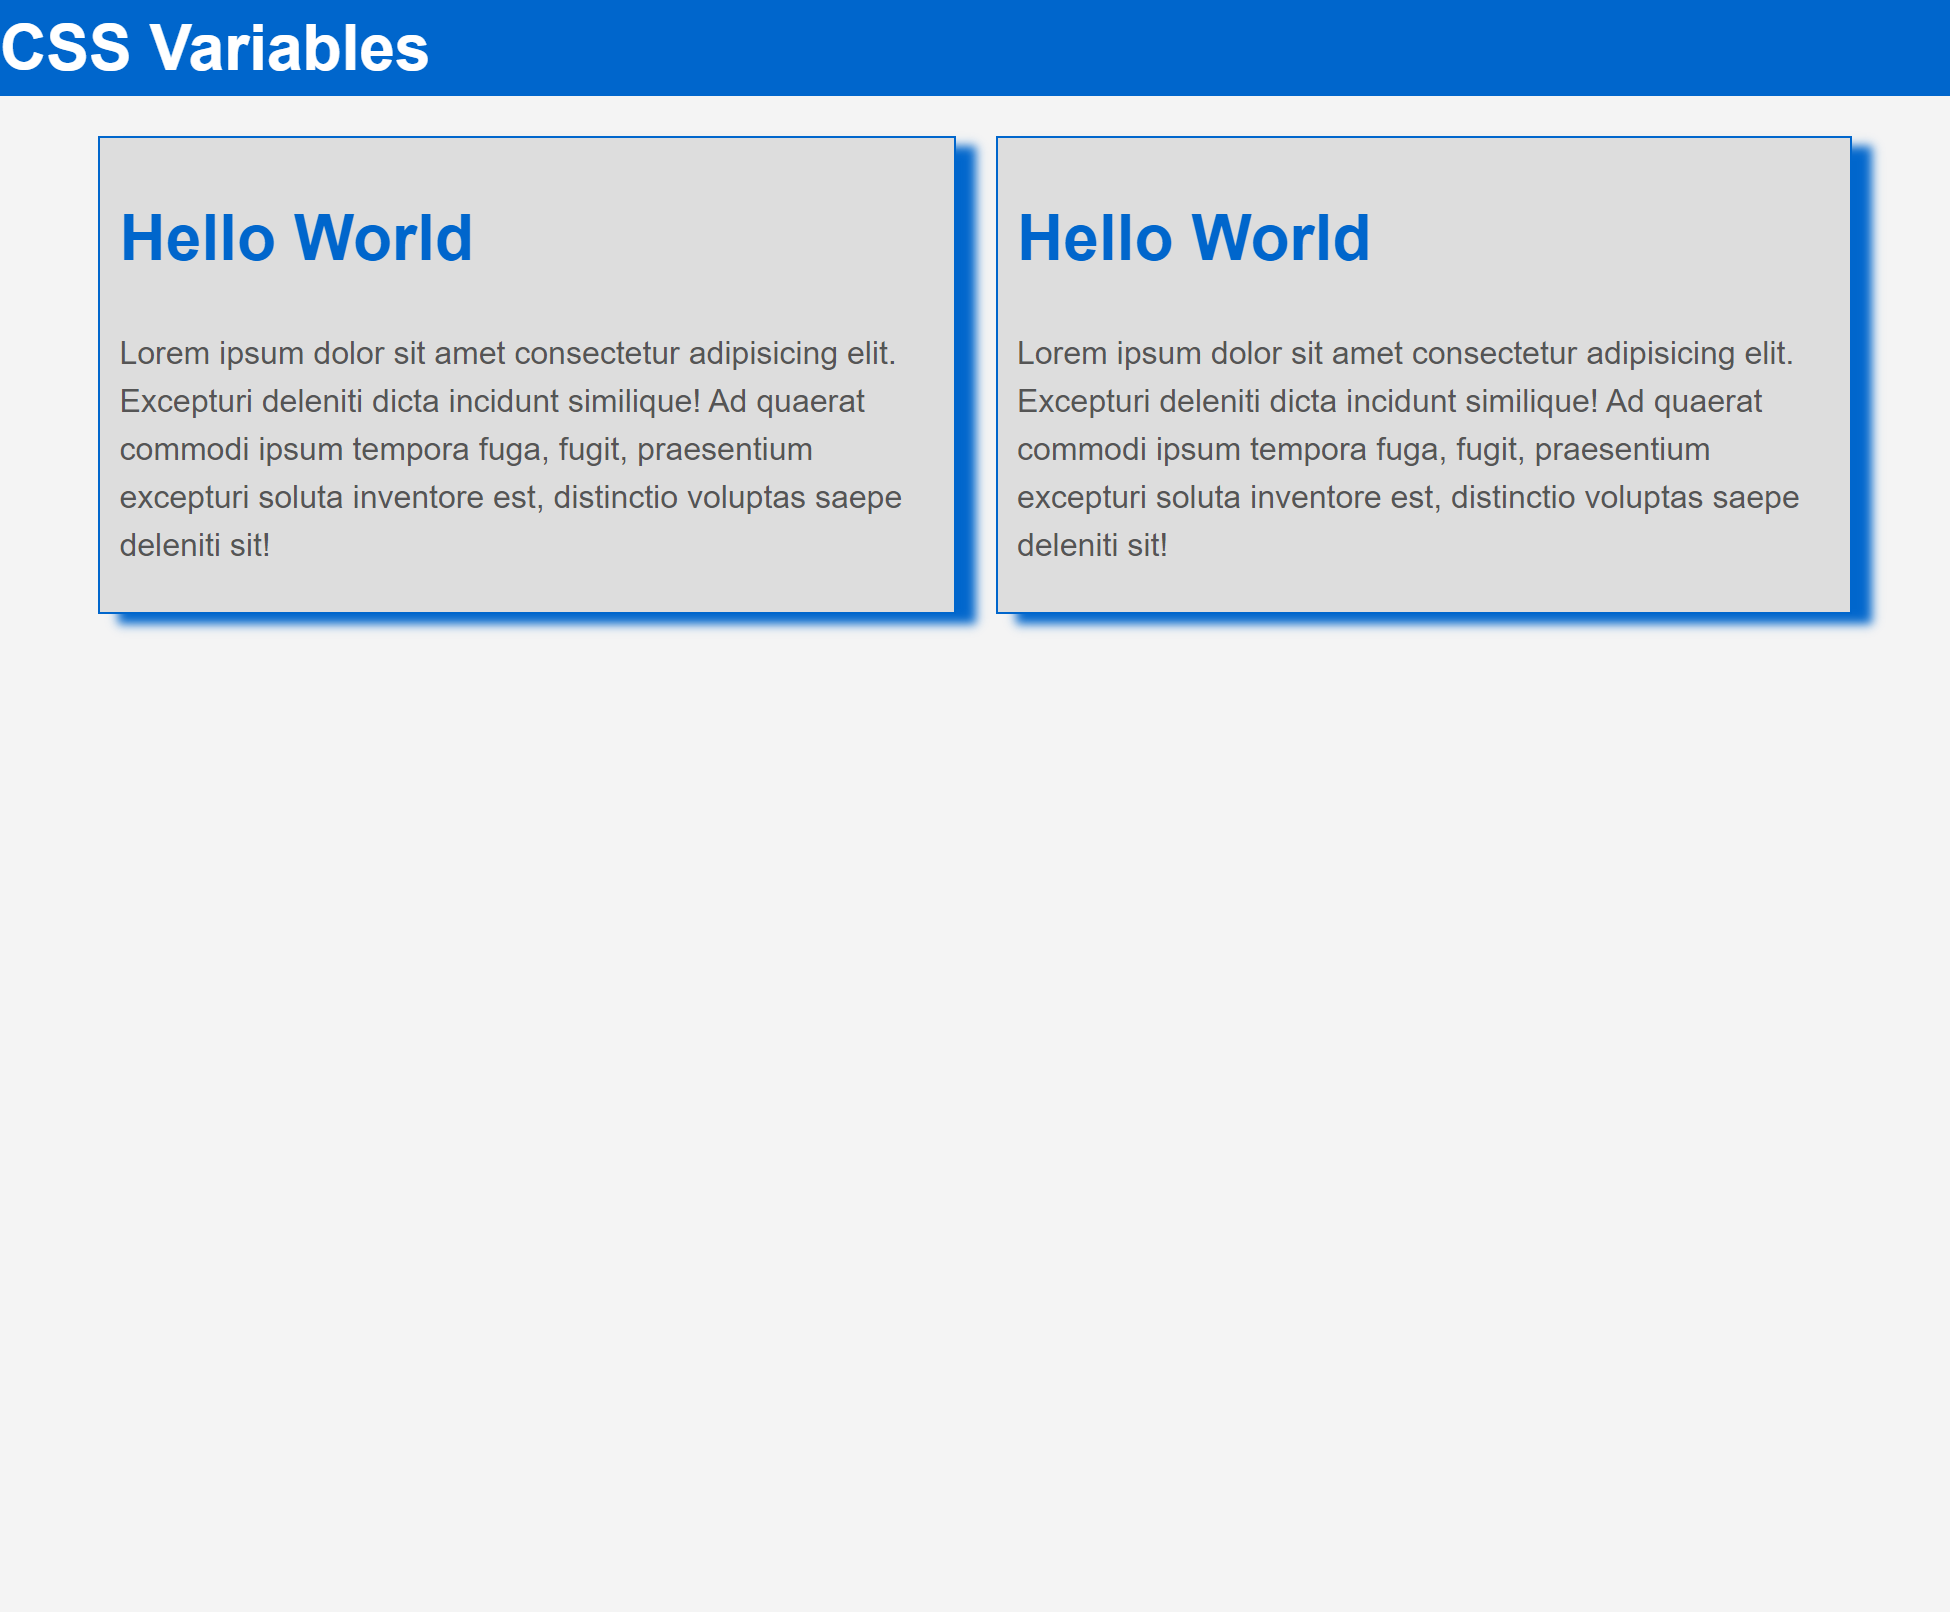 CSS Variables
Hello World
Lorem ipsum dolor sit amet consectetur adipisicing elit.
Excepturi deleniti dicta incidunt similique! Ad quaerat
commodi ipsum tempora fuga, fugit, praesentium
excepturi soluta inventore est, distinctio voluptas saepe
deleniti sit!
Hello World
Lorem ipsum dolor sit amet consectetur adipisicing elit.
Excepturi deleniti dicta incidunt similique! Ad quaerat
commodi ipsum tempora fuga, fugit, praesentium
excepturi soluta inventore est, distinctio voluptas saepe
deleniti sit!